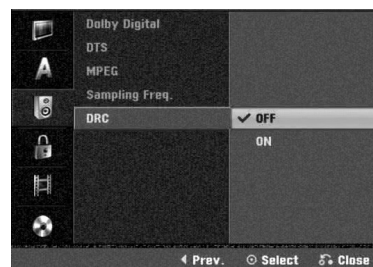 Dolby Digital
DTS
A
MPEG
Sampling Freq.
DRC
✓ OFF
ON
Prev.
Select
Close